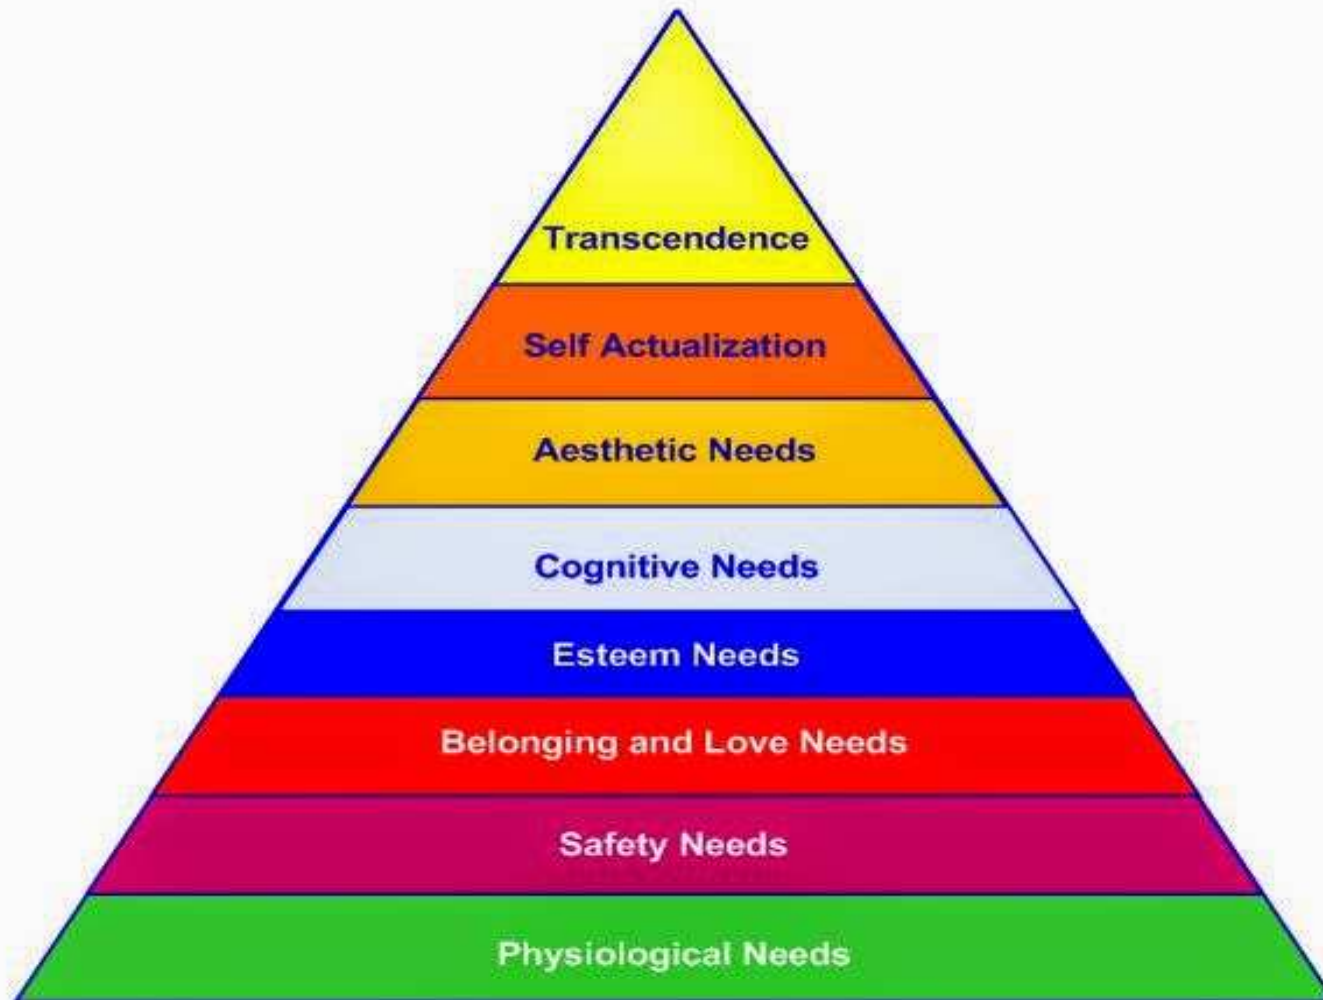 Transcendence
Self Actualization
Aesthetic Needs
Cognitive Needs
Esteem Needs
Belonging and Love Needs
Safety Needs
Physiological Needs